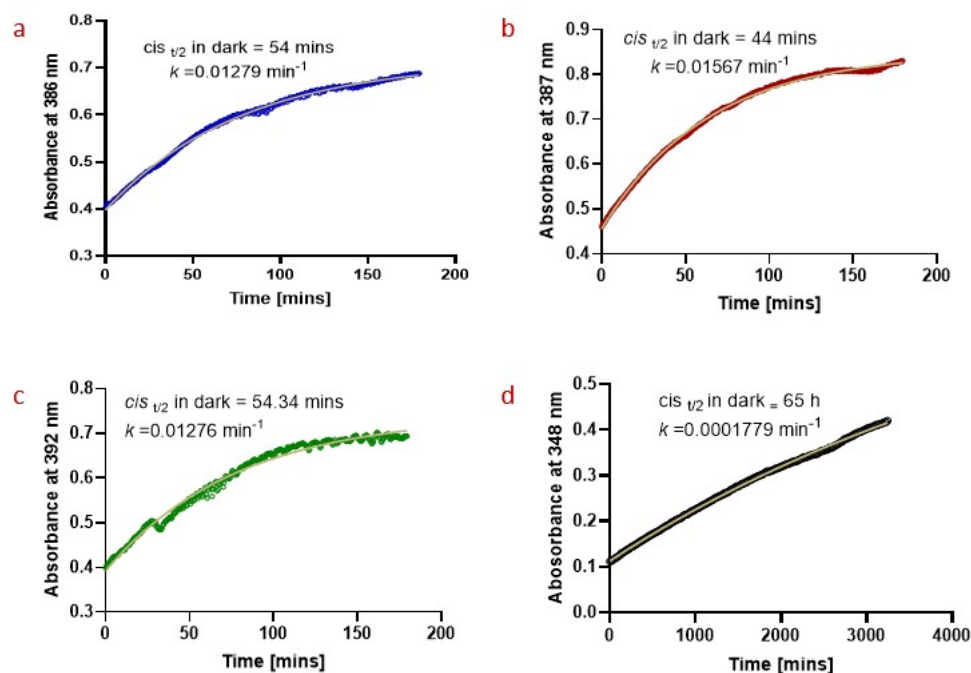 a
cis t/2 in dark = 54 mins
k =0.01279 min-1
Absorbance at 386 nm
0.8
0.7
0.6
0.5
0.4
0.3
0
50
100
150
200
Time [mins]
b
cis t/2 in dark = 44 mins
k =0.01567 min-1
Absorbance at 387 nm
0.9
0.8
0.7
0.6
0.5
0.4
0
50
100
150
200
Time [mins]
c
cis t/2 in dark = 54.34 mins
k =0.01276 min-1
Absorbance at 392 nm
0.8
0.7
0.6
0.5
0.4
0.3
0
50
100
150
200
Time [mins]
d
cis t/2 in dark = 65 h
k =0.0001779 min-1
Abosorbance at 348 nm
0.5
0.4
0.3
0.2
0.1
0.0
0
1000
2000
3000
4000
Time [mins]